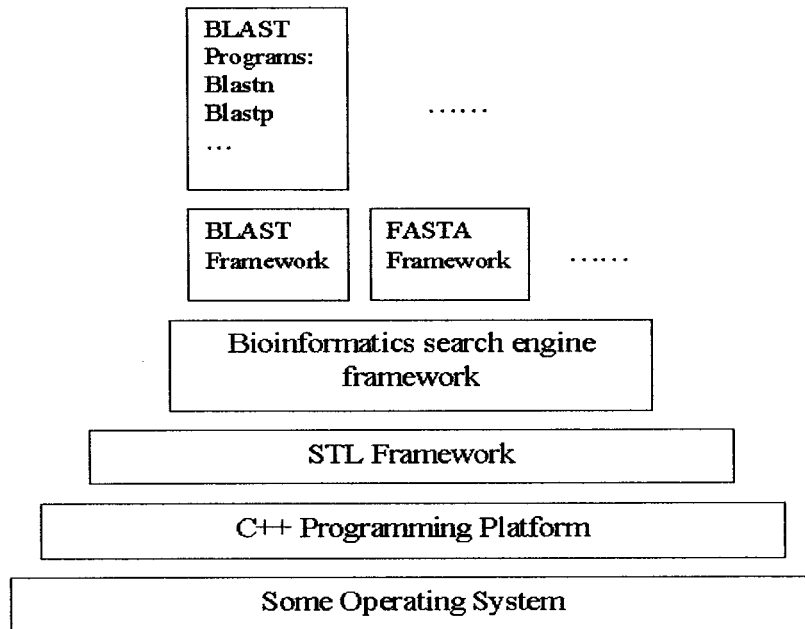 BLAST
Programs:
Blastn
Blastp
...
......
BLAST
Framework
FASTA
Framework
......
Bioinformatics search engine
framework
STL Framework
C++ Programming Platform
Some Operating System